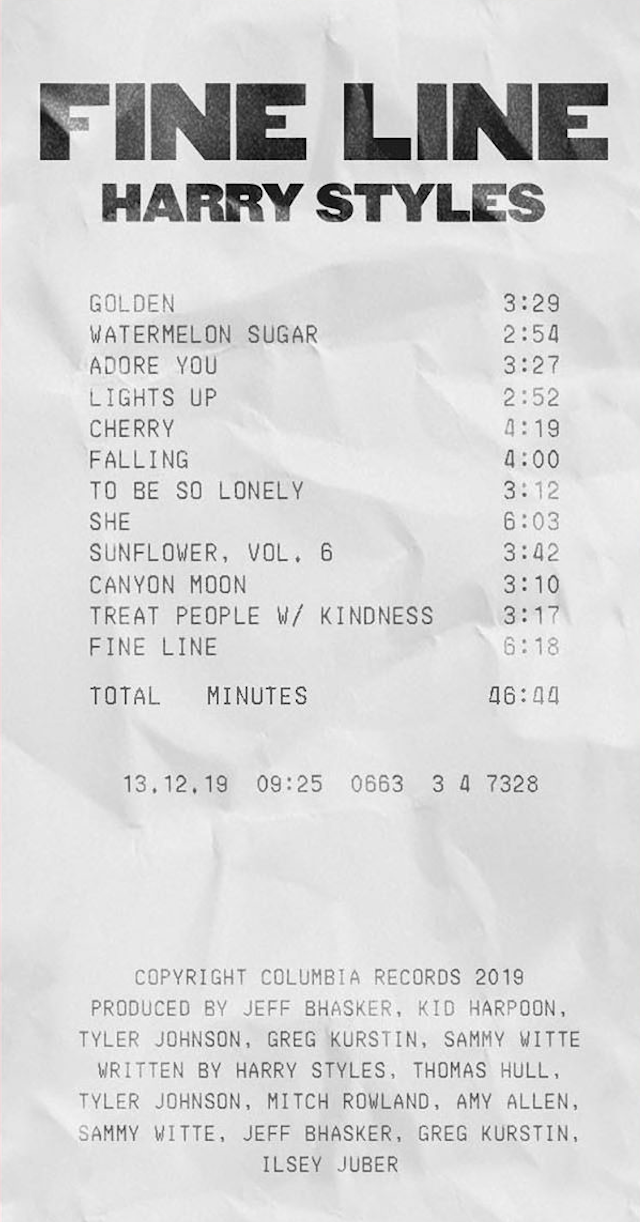 FINE LINE
HARRY STYLES
GOLDEN 3:29
WATERMELON SUGAR 2:54
ADORE YOU 3:27
LIGHTS UP 2:52
CHERRY 4:19
FALLING 4:00
TO BE SO LONELY 3:12
SHE 6:03
SUNFLOWER, VOL. 6 3:42
CANYON MOON 3:10
TREAT PEOPLE W/ KINDNESS 3:17
FINE LINE 6:18
TOTAL MINUTES 46:44
13.12.19 09:25 0663 3 4 7328
COPYRIGHT COLUMBIA RECORDS 2019
PRODUCED BY JEFF BHASKER, KID HARPOON,
TYLER JOHNSON, GREG KURSTIN, SAMMY WITTE
WRITTEN BY HARRY STYLES, THOMAS HULL,
TYLER JOHNSON, MITCH ROWLAND, AMY ALLEN,
SAMMY WITTE, JEFF BHASKER, GREG KURSTIN,
ILSEY JUBER